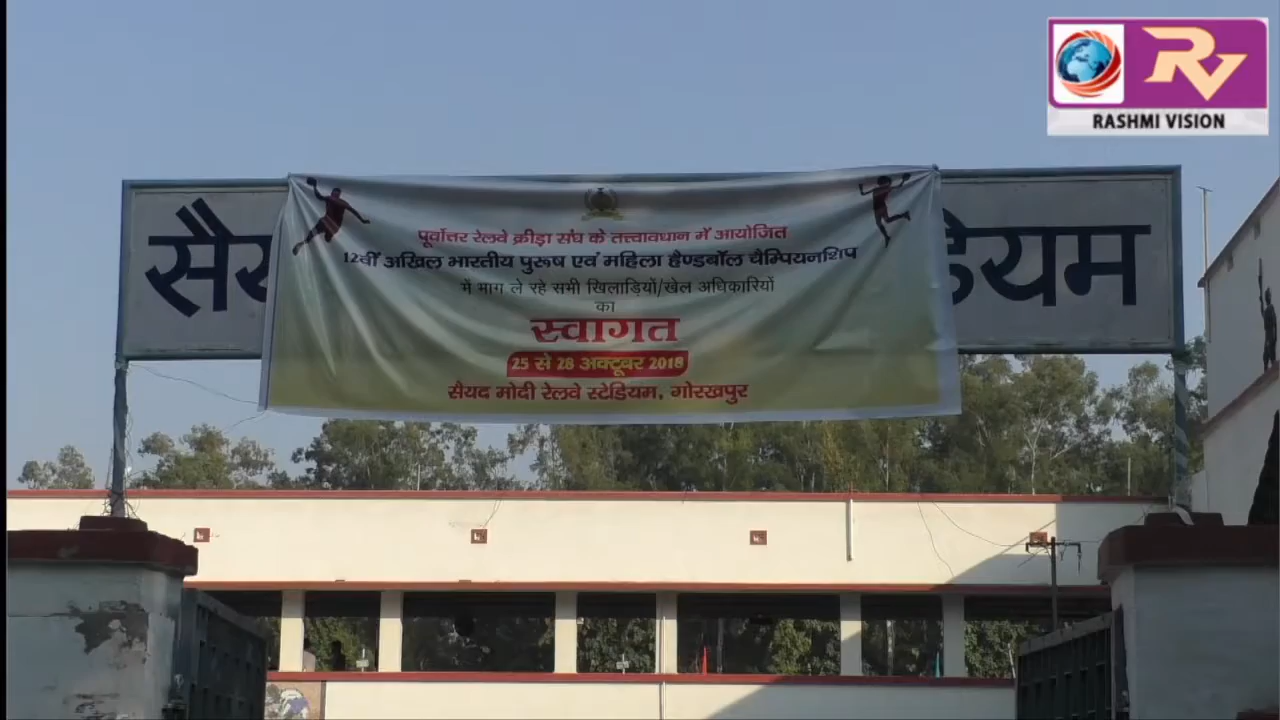 RV
RASHMI VISION
सैय
डियम
पूर्वोत्तर रेलवे क्रीड़ा संघ के तत्त्वावधान में आयोजित
12वीं अखिल भारतीय पुरूष एवं महिला हैण्डबॉल चैम्पियनशिप
में भाग ले रहे सभी खिलाड़ियों/खेल अधिकारियों
का
स्वागत
25 से 28 अक्टूबर 2018
सैयद मोदी रेलवे स्टेडियम, गोरखपुर